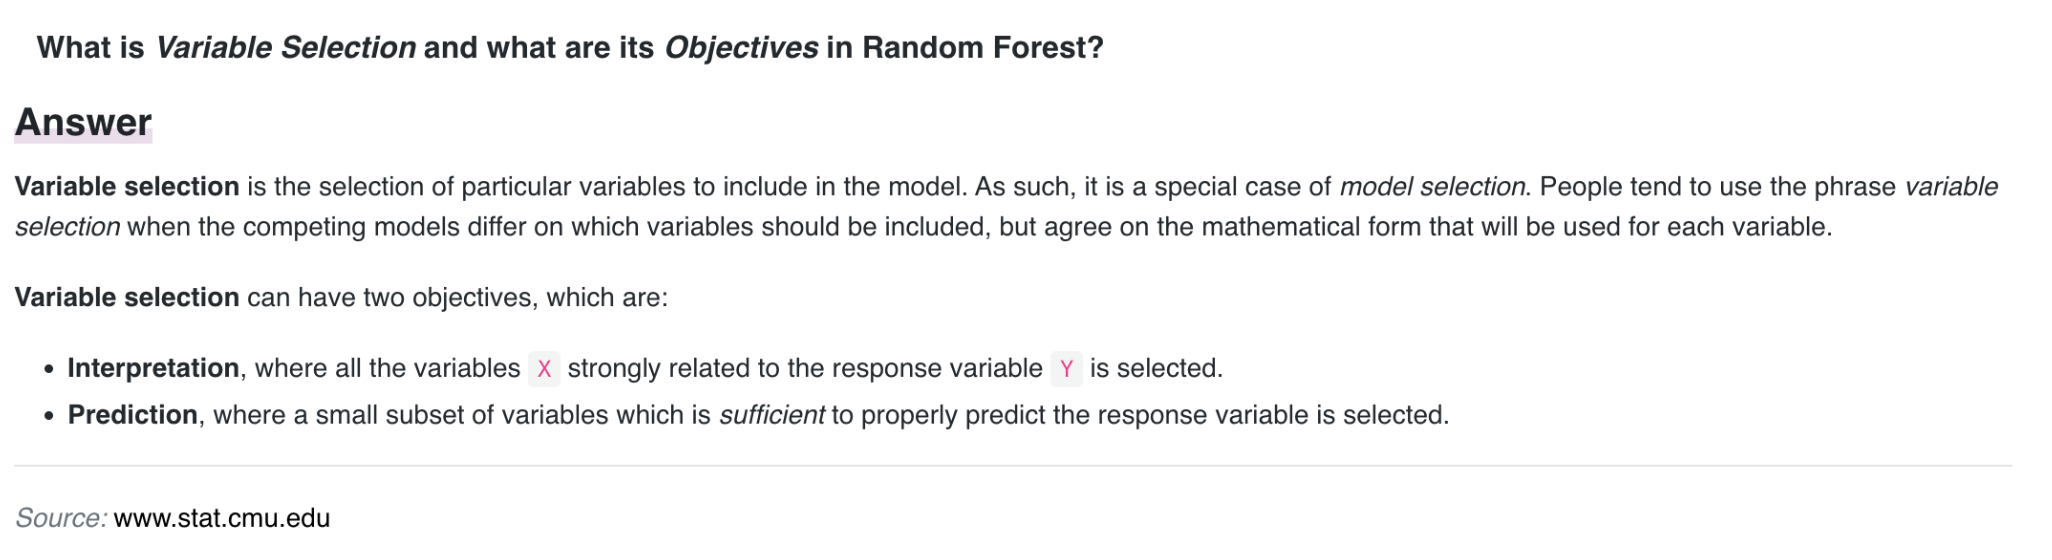 What is Variable Selection and what are its Objectives in Random Forest?
Answer
Variable selection is the selection of particular variables to include in the model. As such, it is a special case of model selection. People tend to use the phrase variable
selection when the competing models differ on which variables should be included, but agree on the mathematical form that will be used for each variable.
Variable selection can have two objectives, which are:
• Interpretation, where all the variables X strongly related to the response variable Y is selected.
• Prediction, where a small subset of variables which is sufficient to properly predict the response variable is selected.
Source: www.stat.cmu.edu